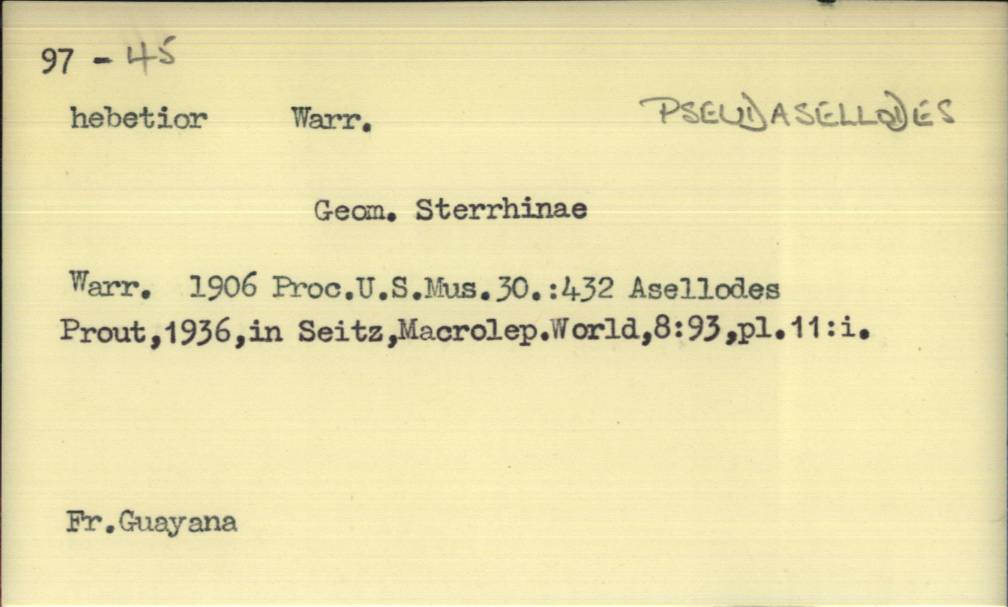 97 - 45
hebetior Warr. PSEUDASELLODES
Geom. Sterrhinae
Warr. 1906 Proc.U.S.Mus.30.:432 Asellodes
Prout,1936,in Seitz,Macrolep.World,8:93,pl.11:i.
Fr.Guayana